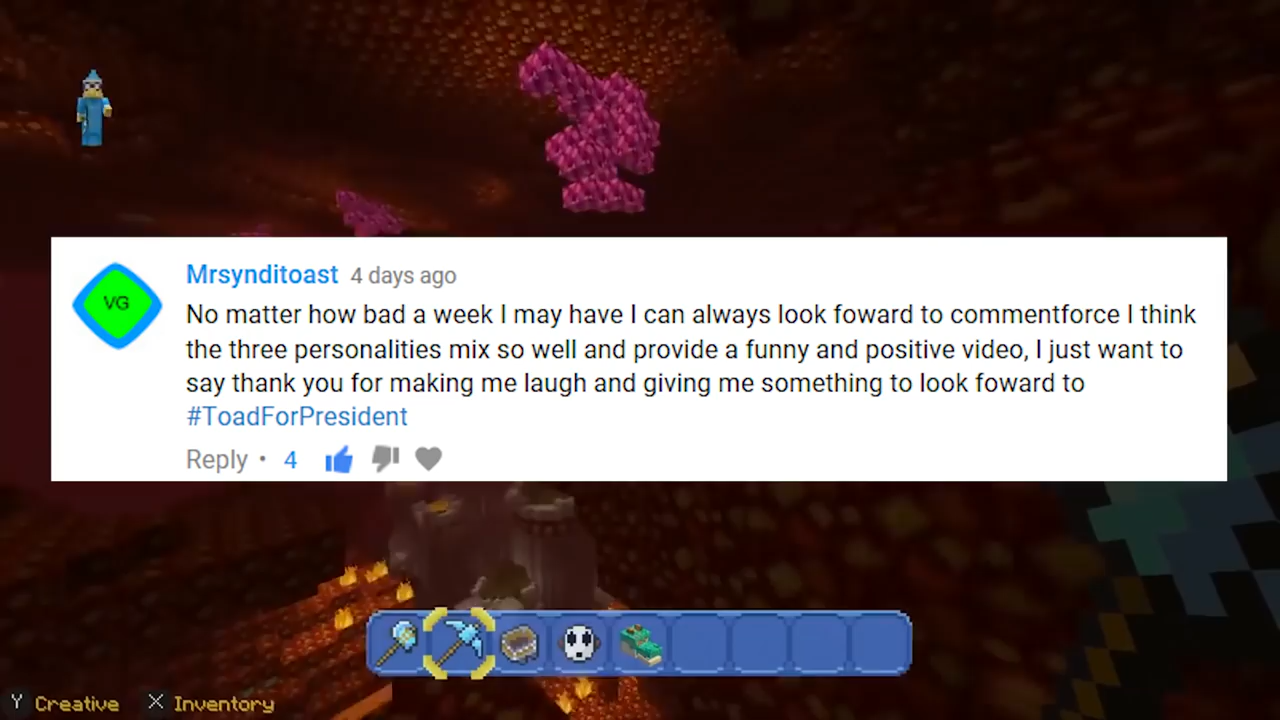 VG
Mrsynditoast 4 days ago
No matter how bad a week I may have I can always look foward to commentforce I think
the three personalities mix so well and provide a funny and positive video, I just want to
say thank you for making me laugh and giving me something to look foward to
#ToadForPresident
Reply • 4
Y Creative X Inventory